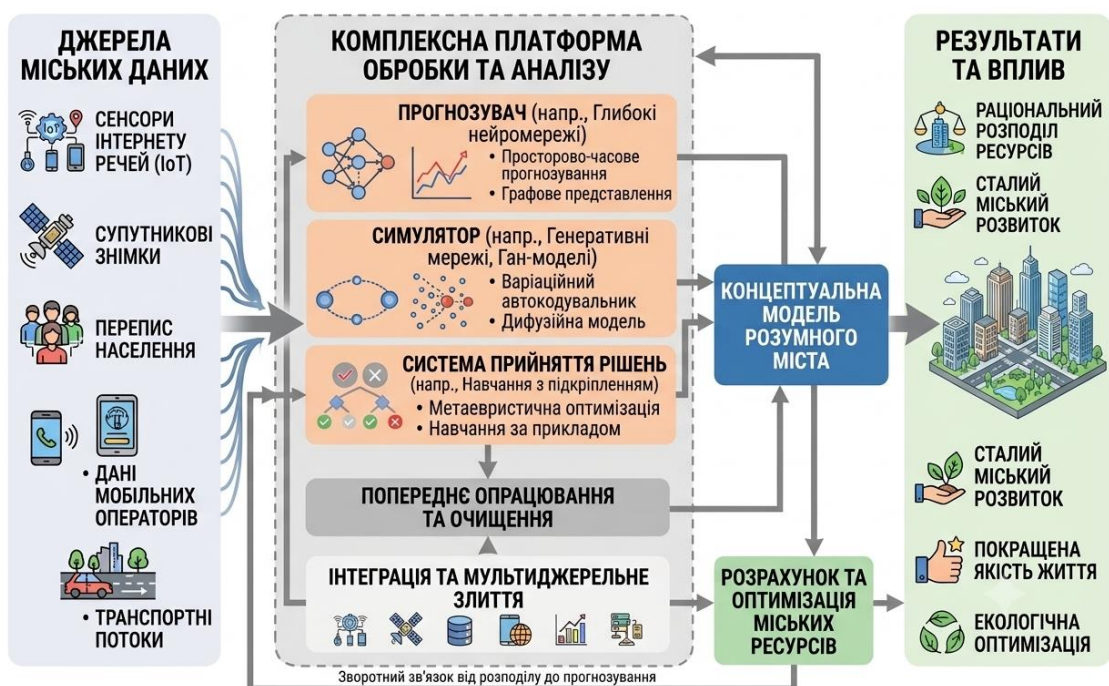 ДЖЕРЕЛА
МІСЬКИХ ДАНИХ
IoT
СЕНСОРИ
ІНТЕРНЕТУ
РЕЧЕЙ (IoT)
СУПУТНИКОВІ
ЗНІМКИ
ПЕРЕПИС
НАСЕЛЕННЯ
• ДАНІ
МОБІЛЬНИХ
ОПЕРАТОРІВ
• ТРАНСПОРТНІ
ПОТОКИ
КОМПЛЕКСНА ПЛАТФОРМА
ОБРОБКИ ТА АНАЛІЗУ
ПРОГНОЗУВАЧ (напр., Глибокі
нейромережі)
• Просторово-часове
прогнозування
• Графове представлення
СИМУЛЯТОР (напр., Генеративні
мережі, Ган-моделі)
• Варіаційний
автокодувальник
• Дифузійна модель
СИСТЕМА ПРИЙНЯТТЯ РІШЕНЬ
(напр., Навчання з підкріпленням)
• Метаевристична оптимізація
• Навчання за прикладом
ПОПЕРЕДНЄ ОПРАЦЮВАННЯ
ТА ОЧИЩЕННЯ
ІНТЕГРАЦІЯ ТА МУЛЬТИДЖЕРЕЛЬНЕ
ЗЛИТТЯ
Зворотний зв'язок від розподілу до прогнозування
КОНЦЕПТУАЛЬНА
МОДЕЛЬ
РОЗУМНОГО
МІСТА
РОЗРАХУНОК ТА
ОПТИМІЗАЦІЯ
МІСЬКИХ
РЕСУРСІВ
РЕЗУЛЬТАТИ
ТА ВПЛИВ
РАЦІОНАЛЬНИЙ
РОЗПОДІЛ
РЕСУРСІВ
СТАЛИЙ
МІСЬКИЙ
РОЗВИТОК
СТАЛИЙ
МІСЬКИЙ
РОЗВИТОК
ПОКРАЩЕНА
ЯКІСТЬ ЖИТТЯ
ЕКОЛОГІЧНА
ОПТИМІЗАЦІЯ